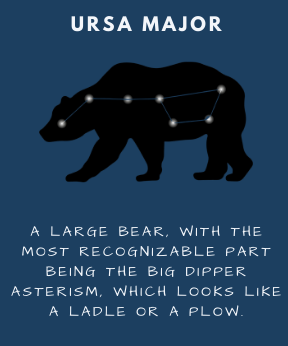 URSA MAJOR
A LARGE BEAR, WITH THE
MOST RECOGNIZABLE PART
BEING THE BIG DIPPER
ASTERISM, WHICH LOOKS LIKE
A LADLE OR A PLOW.